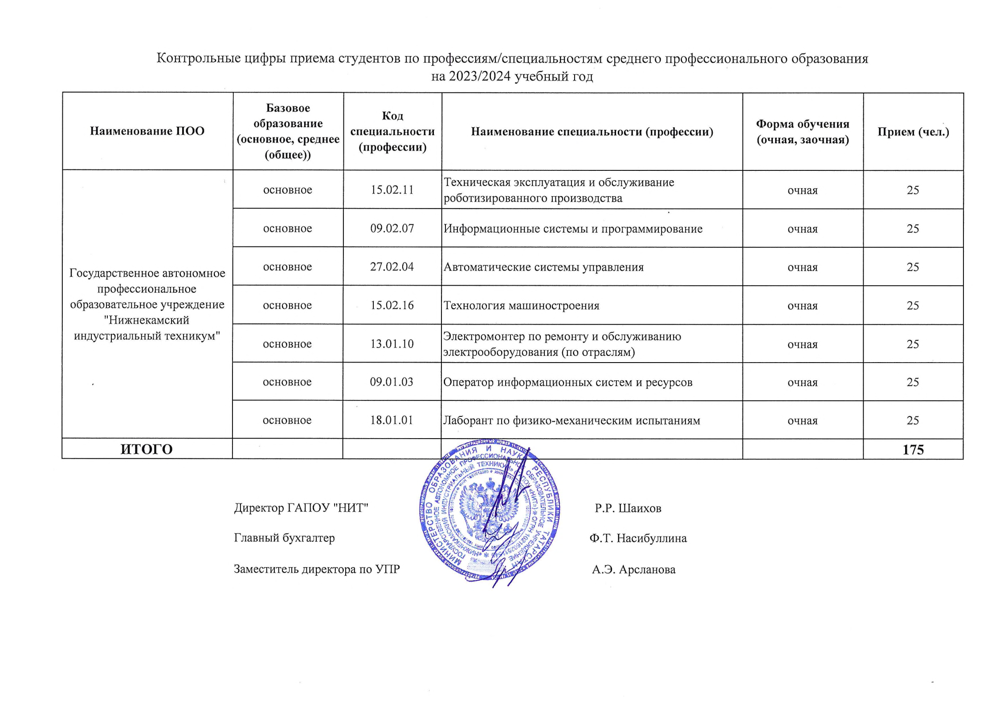 Контрольные цифры приема студентов по профессиям/специальностям среднего профессионального образования
на 2023/2024 учебный год
Наименование ПОО
Базовое
образование
(основное, среднее
(общее))
Код
специальности
(профессии)
Наименование специальности (профессии)
Форма обучения
(очная, заочная)
Прием (чел.)
Государственное автономное
профессиональное
образовательное учреждение
"Нижнекамский
индустриальный техникум"
основное
15.02.11
Техническая эксплуатация и обслуживание
роботизированного производства
очная
25
основное
09.02.07
Информационные системы и программирование
очная
25
основное
27.02.04
Автоматические системы управления
очная
25
основное
15.02.16
Технология машиностроения
очная
25
основное
13.01.10
Электромонтер по ремонту и обслуживанию
электрооборудования (по отраслям)
очная
25
основное
09.01.03
Оператор информационных систем и ресурсов
очная
25
основное
18.01.01
Лаборант по физико-механическим испытаниям
очная
25
ИТОГО
175
МИНИСТЕРСТВО ОБРАЗОВАНИЯ И НАУКИ РЕСПУБЛИКИ ТАТАРСТАН
ГОСУДАРСТВЕННОЕ АВТОНОМНОЕ ПРОФЕССИОНАЛЬНОЕ ОБРАЗОВАТЕЛЬНОЕ УЧРЕЖДЕНИЕ
«НИЖНЕКАМСКИЙ ИНДУСТРИАЛЬНЫЙ ТЕХНИКУМ»
Директор ГАПОУ "НИТ"
Р.Р. Шаихов
Главный бухгалтер
Ф.Т. Насибуллина
Заместитель директора по УПР
А.Э. Арсланова